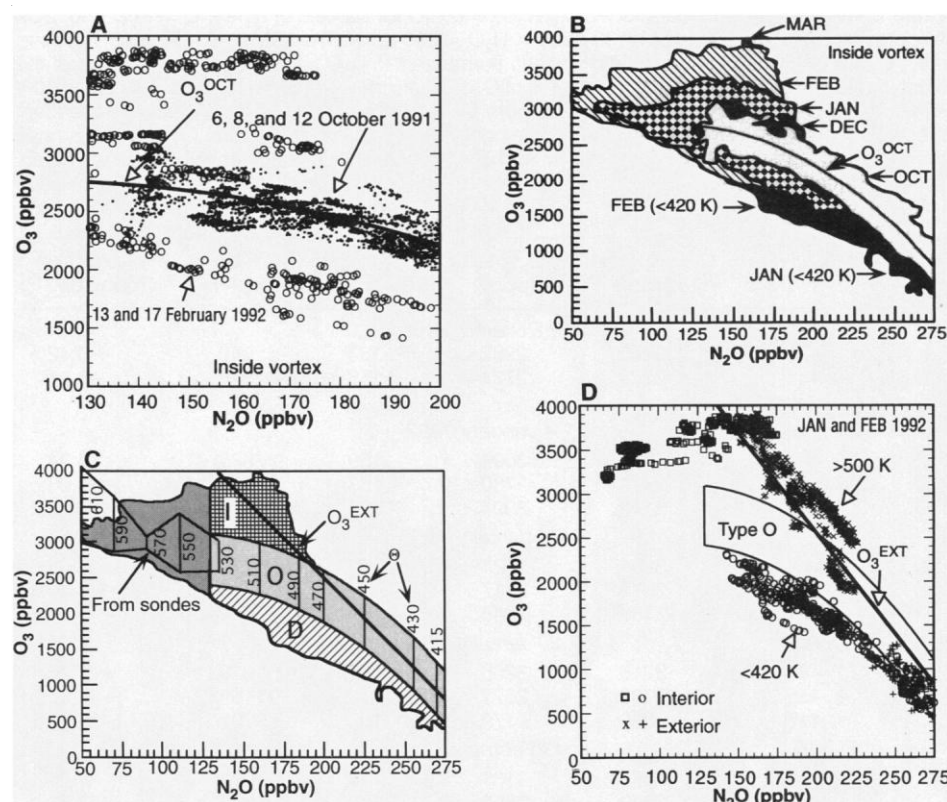 A
4000
3500
3000
2500
2000
1500
1000
O₃ (ppbv)
O₃ᴼᶜᵀ
6, 8, and 12 October 1991
13 and 17 February 1992
Inside vortex
130 140 150 160 170 180 190 200
N₂O (ppbv)
B
MAR
4000
3500
3000
2500
2000
1500
1000
500
0
O₃ (ppbv)
Inside vortex
FEB
JAN
DEC
O₃ᴼᶜᵀ
OCT
FEB (<420 K)
JAN (<420 K)
50 75 100 125 150 175 200 225 250 275
N₂O (ppbv)
C
4000
3500
3000
2500
2000
1500
1000
500
0
O₃ (ppbv)
610
590
570
550
530
510
490
470
450
430
415
I
O
D
O₃ᴱˣᵀ
Θ
From sondes
50 75 100 125 150 175 200 225 250 275
N₂O (ppbv)
D
4000
3500
3000
2500
2000
1500
1000
500
0
O₃ (ppbv)
JAN and FEB 1992
>500 K
Type O
O₃ᴱˣᵀ
<420 K
□ ○ Interior
x + Exterior
50 75 100 125 150 175 200 225 250 275
N₂O (ppbv)